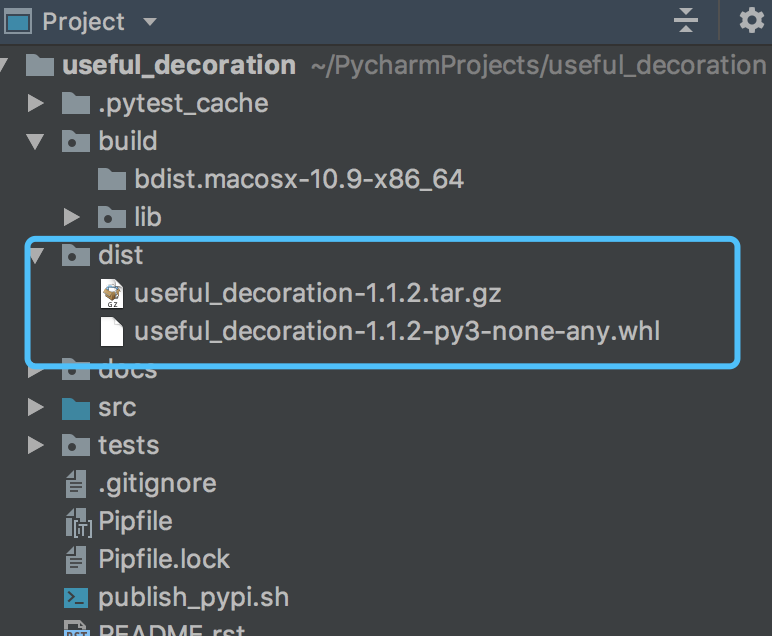 Project
useful_decoration ~/PycharmProjects/useful_decoration
.pytest_cache
build
bdist.macosx-10.9-x86_64
lib
dist
GZ
useful_decoration-1.1.2.tar.gz
useful_decoration-1.1.2-py3-none-any.whl
docs
src
tests
.gitignore
Pipfile
Pipfile.lock
publish_pypi.sh
README.rst